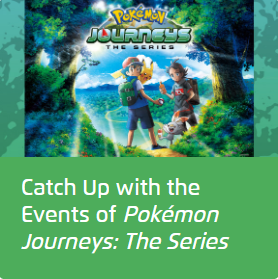 POKÉMON
JOURNEYS
THE SERIES
Catch Up with the
Events of Pokémon
Journeys: The Series